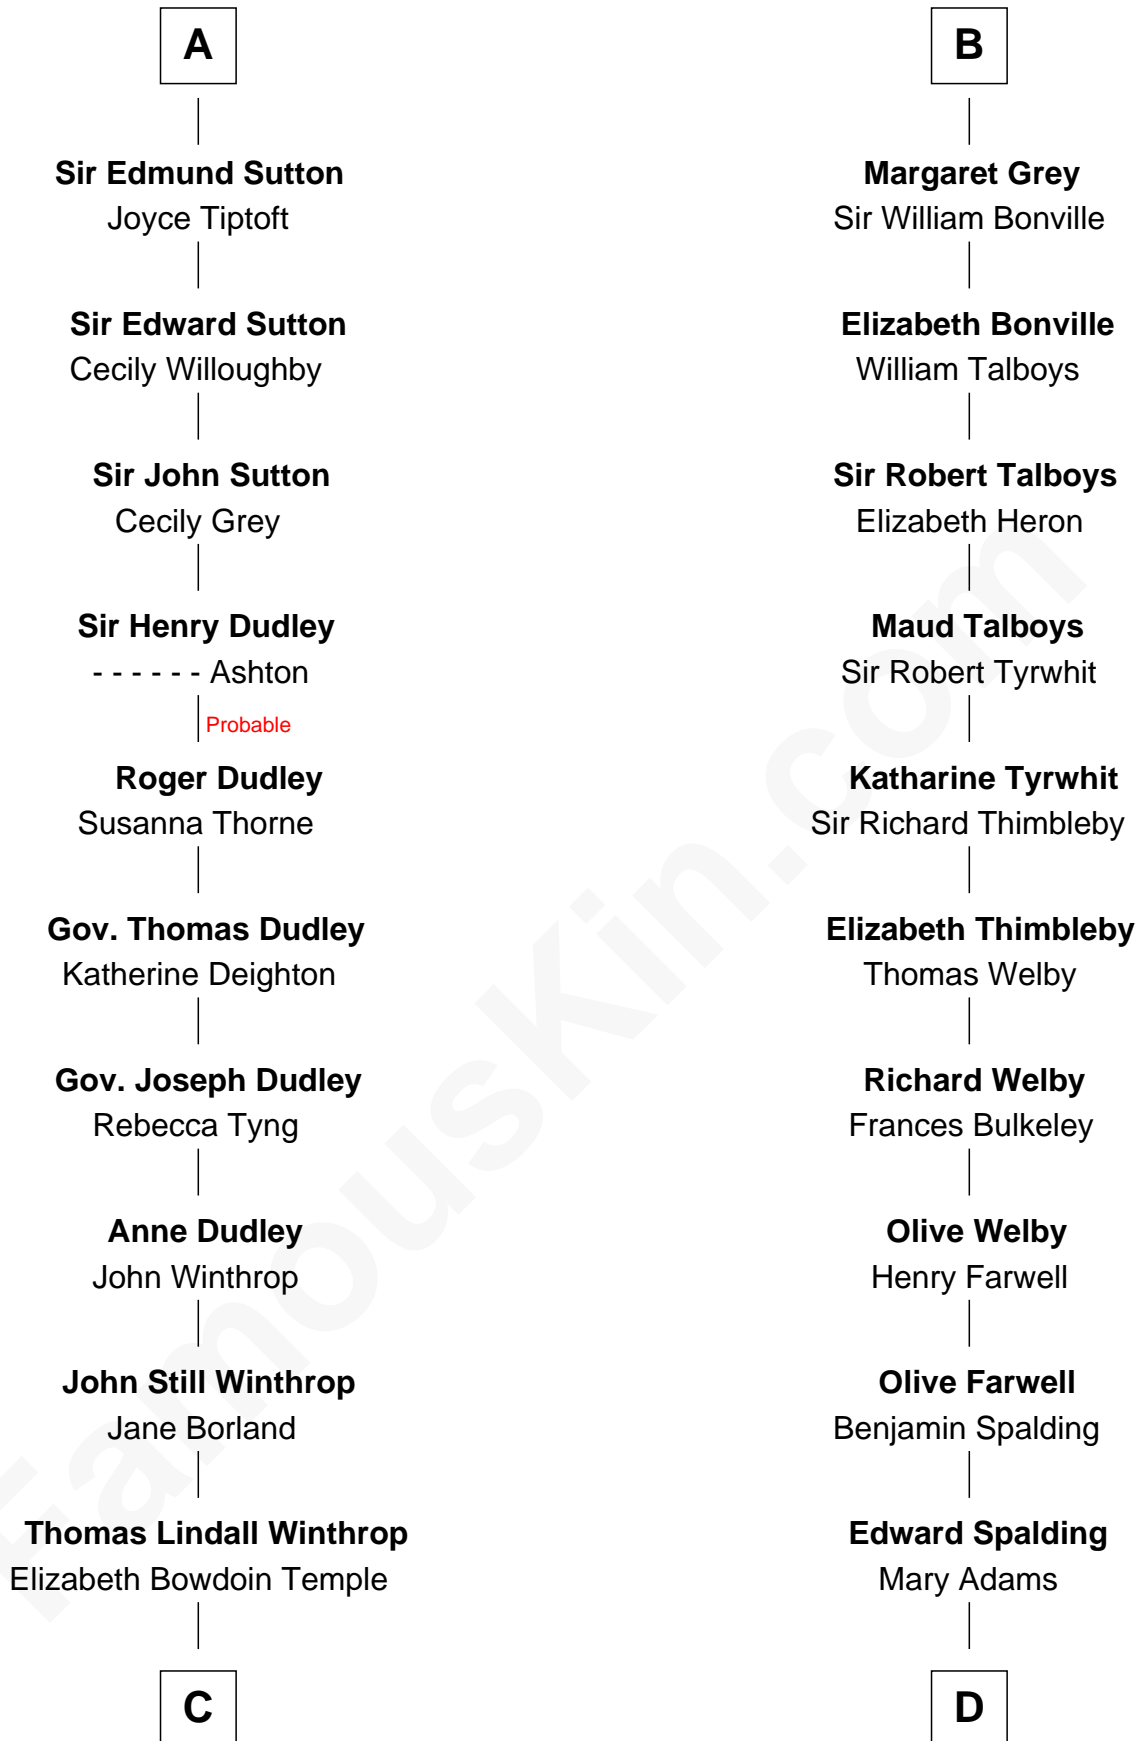 A
Sir Edmund Sutton
Joyce Tiptoft
Sir Edward Sutton
Cecily Willoughby
Sir John Sutton
Cecily Grey
Sir Henry Dudley
- - - - - - Ashton
Probable
Roger Dudley
Susanna Thorne
Gov. Thomas Dudley
Katherine Deighton
Gov. Joseph Dudley
Rebecca Tyng
Anne Dudley
John Winthrop
John Still Winthrop
Jane Borland
Thomas Lindall Winthrop
Elizabeth Bowdoin Temple
C
B
Margaret Grey
Sir William Bonville
Elizabeth Bonville
William Talboys
Sir Robert Talboys
Elizabeth Heron
Maud Talboys
Sir Robert Tyrwhit
Katharine Tyrwhit
Sir Richard Thimbleby
Elizabeth Thimbleby
Thomas Welby
Richard Welby
Frances Bulkeley
Olive Welby
Henry Farwell
Olive Farwell
Benjamin Spalding
Edward Spalding
Mary Adams
D
FamousKin.com